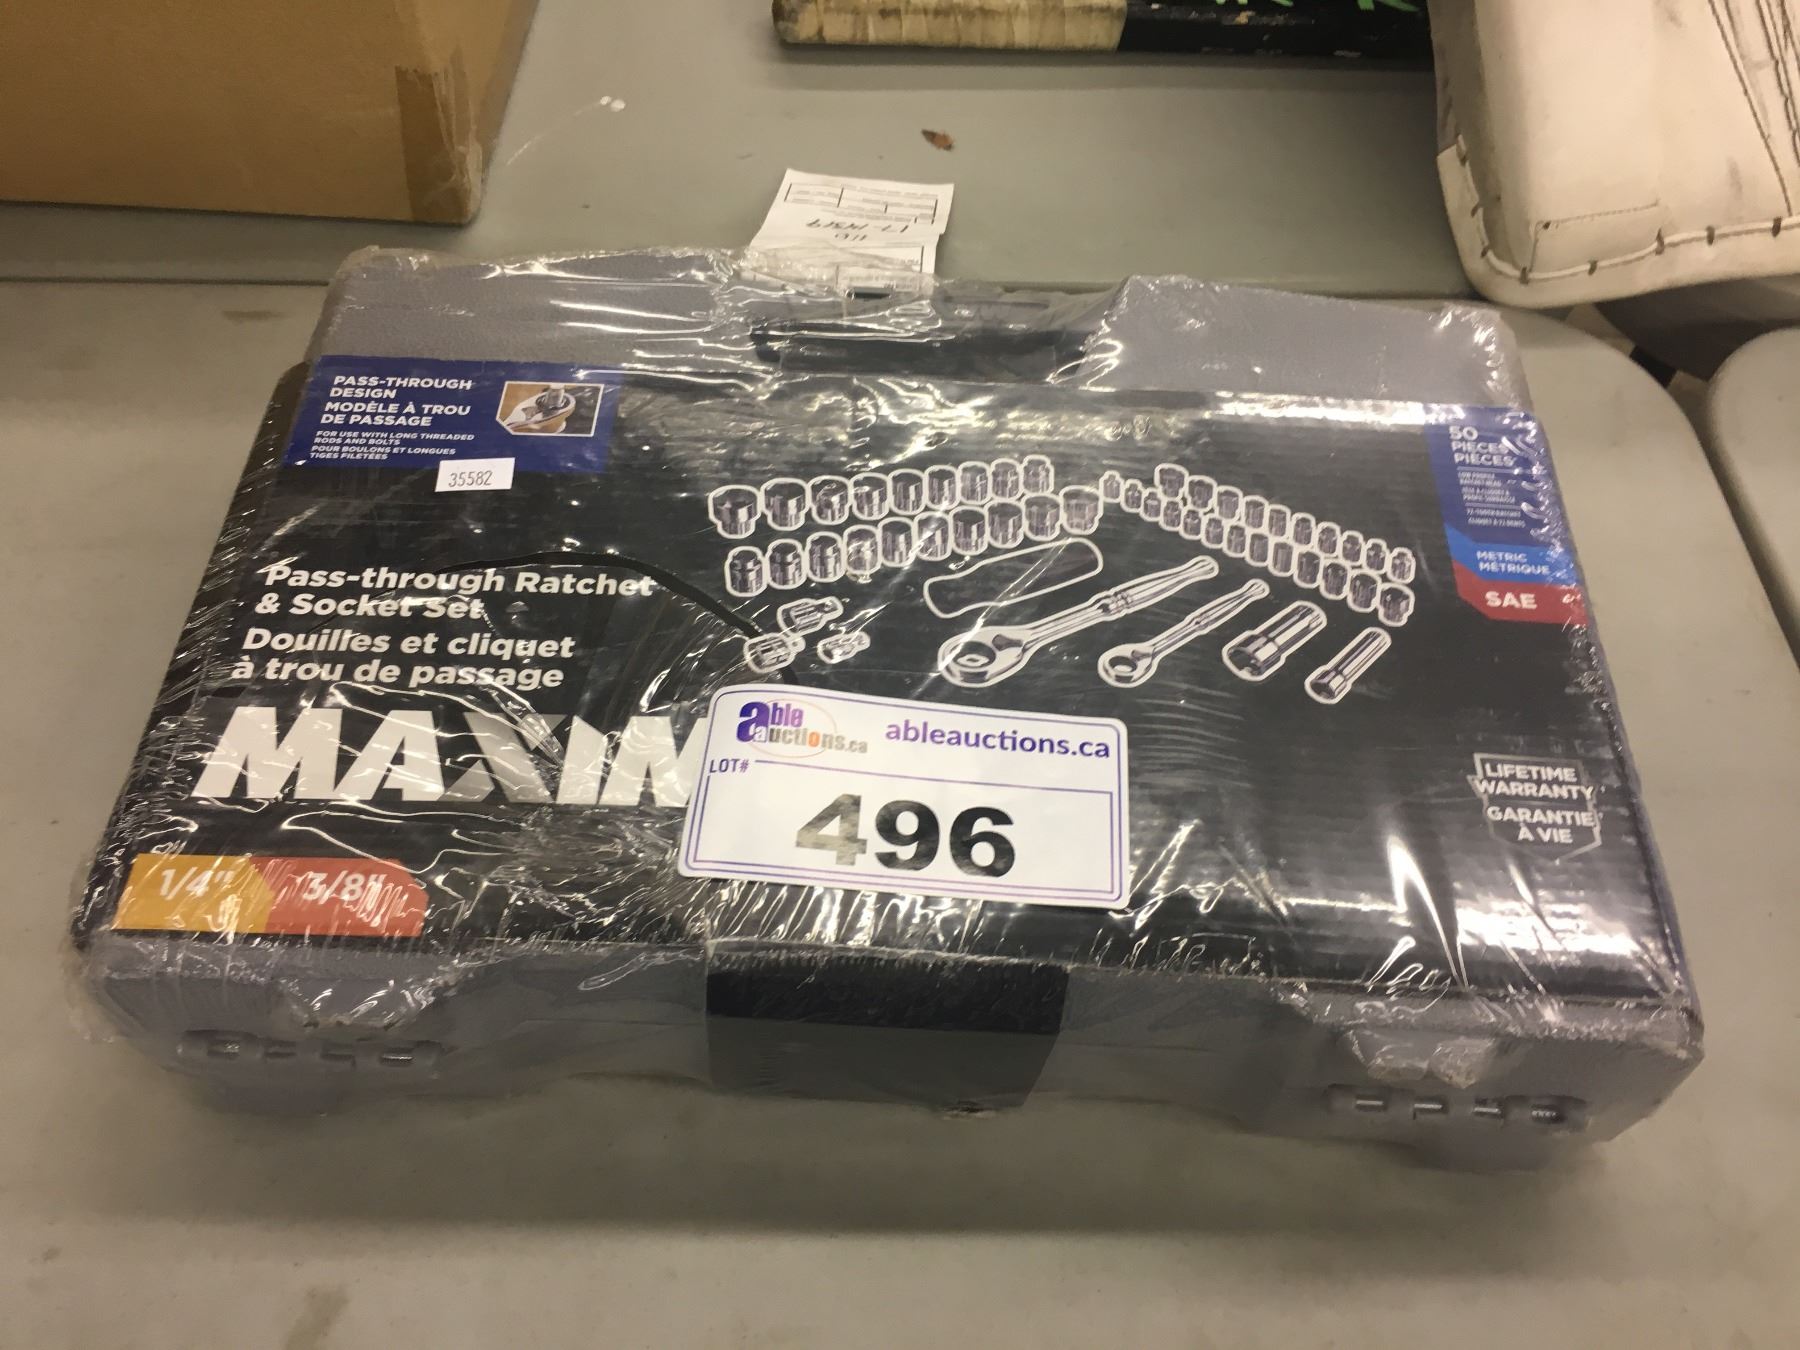 PASS-THROUGH
DESIGN
MODÈLE À TROU
DE PASSAGE
FOR USE WITH LONG THREADED
RODS AND BOLTS
POUR BOULONS ET LONGUES
TIGES FILETÉES
35582
50
PIECES
PIÈCES
METRIC
MÉTRIQUE
SAE
Pass-through Ratchet
& Socket Set
Douilles et cliquet
à trou de passage
MAXIM
able
auctions.ca
ableauctions.ca
LOT#
496
LIFETIME
WARRANTY
GARANTIE
À VIE
1/4" 3/8"